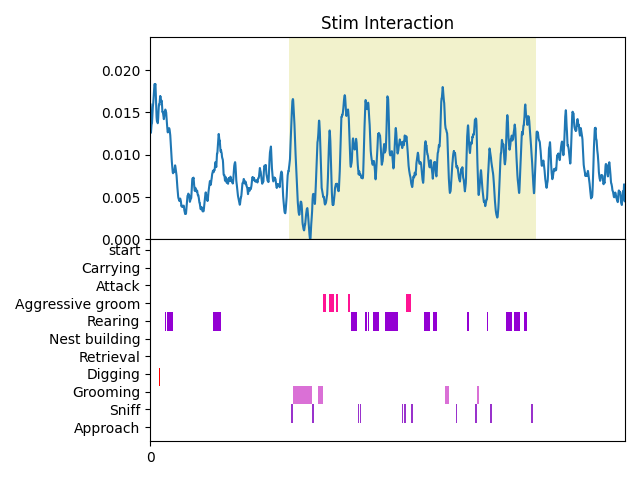 Stim Interaction
0.020
0.015
0.010
0.005
0.000
start
Carrying
Attack
Aggressive groom
Rearing
Nest building
Retrieval
Digging
Grooming
Sniff
Approach
0